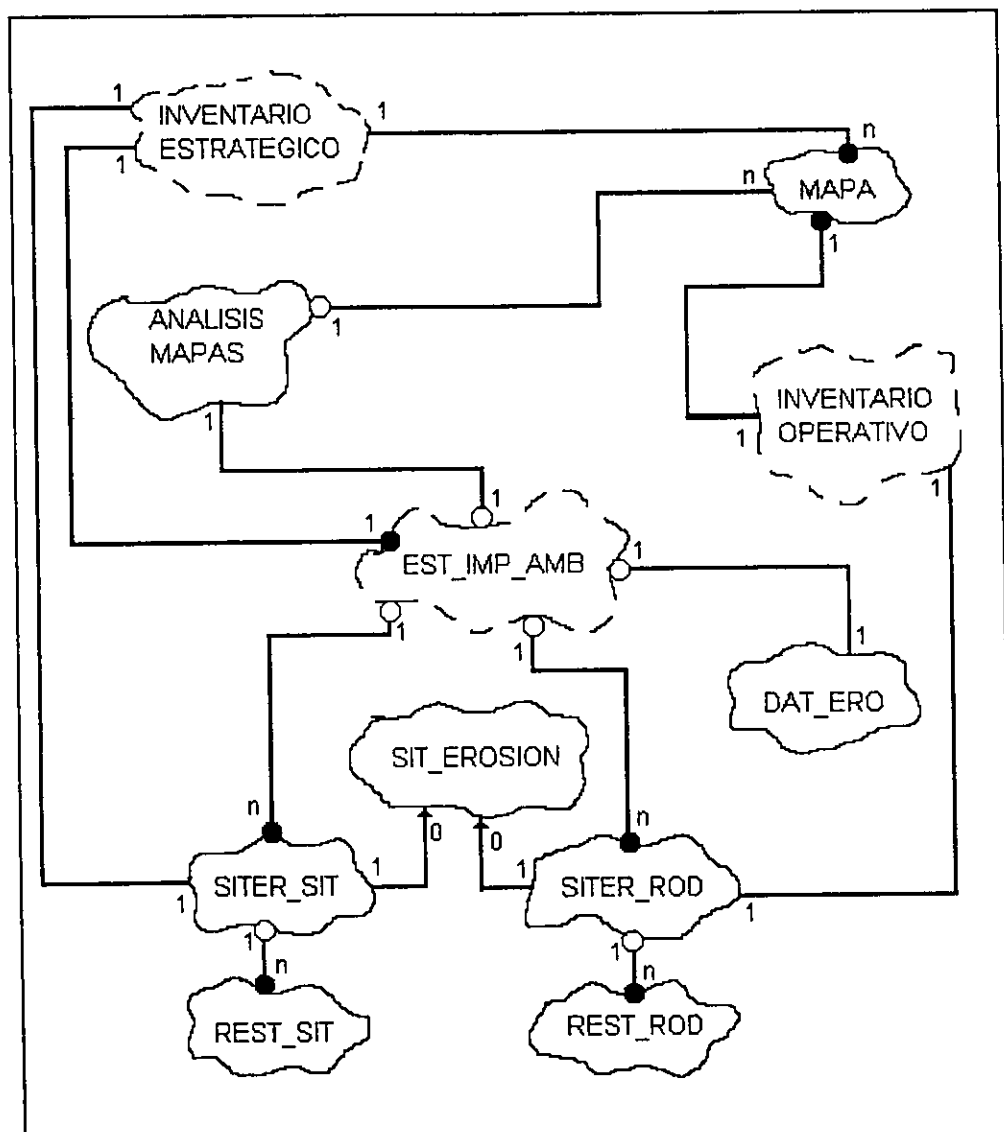 1
INVENTARIO
ESTRATEGICO
1
1
n
MAPA
n
1
ANALISIS
MAPAS
1
1
INVENTARIO
OPERATIVO
1
1
1
1
EST_IMP_AMB
1
1
1
1
DAT_ERO
SIT_EROSION
n
n
0
0
SITER_SIT
1
1
SITER_ROD
1
1
1
n
1
n
REST_SIT
REST_ROD